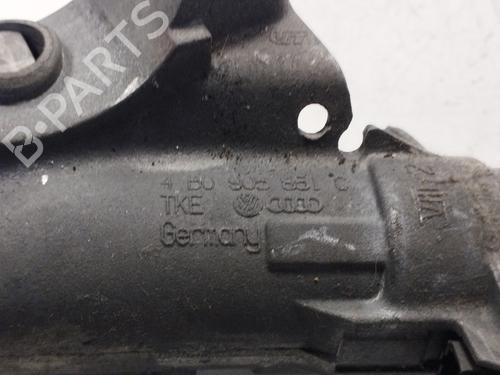 B-PARTS
4 B0 905 851 C
TKE
Germany